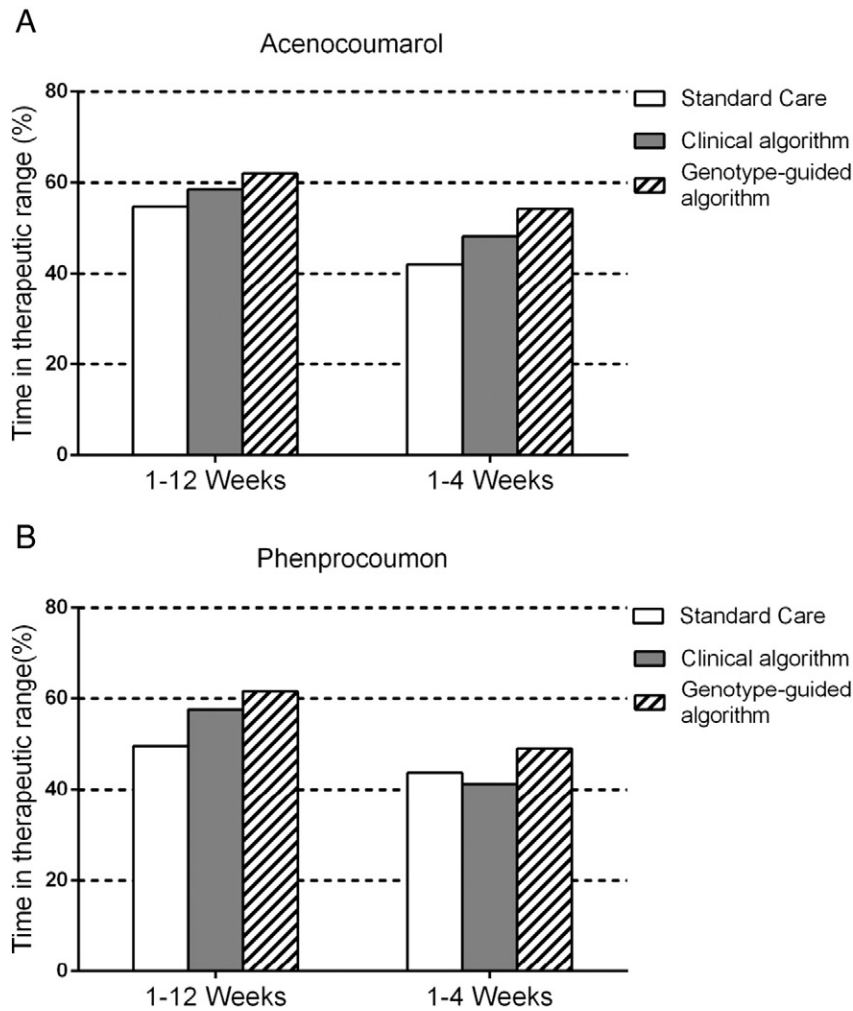 A
Acenocoumarol
Time in therapeutic range (%)
80
60
40
20
0
1-12 Weeks
1-4 Weeks
Standard Care
Clinical algorithm
Genotype-guided
algorithm
B
Phenprocoumon
Time in therapeutic range(%)
80
60
40
20
0
1-12 Weeks
1-4 Weeks
Standard Care
Clinical algorithm
Genotype-guided
algorithm